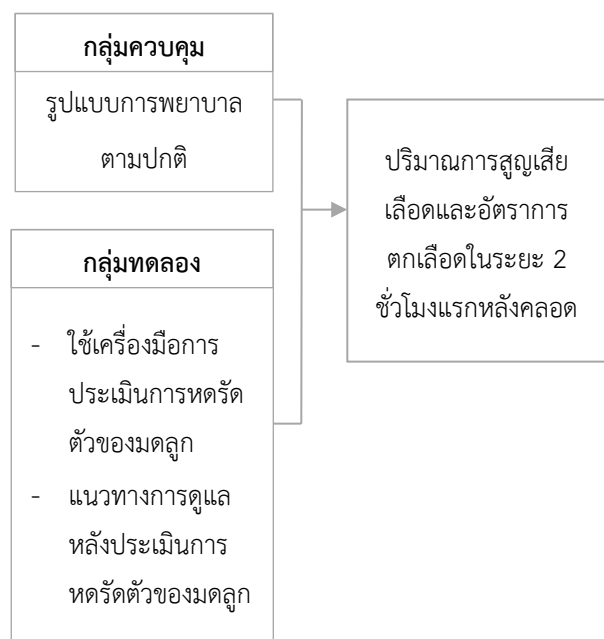 กลุ่มควบคุม
รูปแบบการพยาบาล
ตามปกติ
กลุ่มทดลอง
- ใช้เครื่องมือการ
ประเมินการหดรัด
ตัวของมดลูก
- แนวทางการดูแล
หลังประเมินการ
หดรัดตัวของมดลูก
ปริมาณการสูญเสีย
เลือดและอัตราการ
ตกเลือดในระยะ 2
ชั่วโมงแรกหลังคลอด